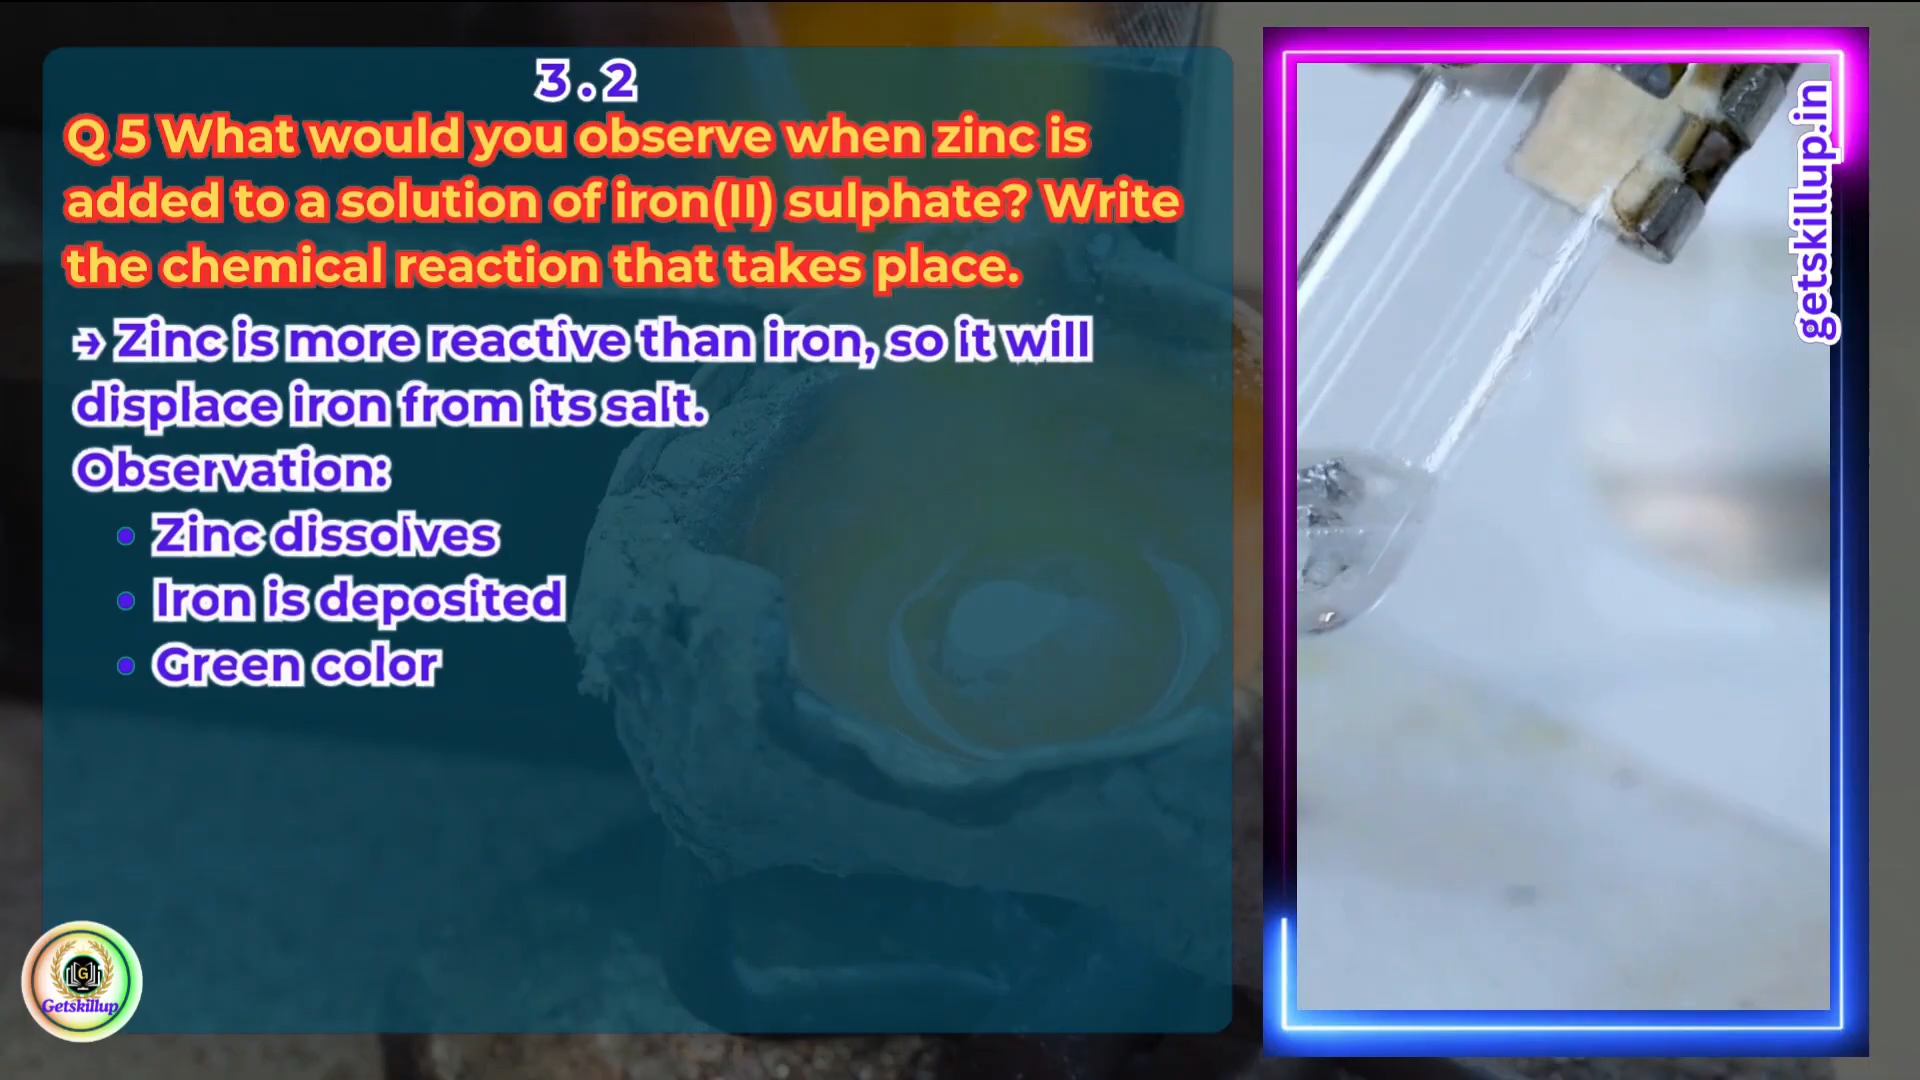 3.2
Q 5 What would you observe when zinc is
added to a solution of iron(II) sulphate? Write
the chemical reaction that takes place.
→ Zinc is more reactive than iron, so it will
displace iron from its salt.
Observation:
• Zinc dissolves
• Iron is deposited
• Green color
getskillup.in
G
Getskillup